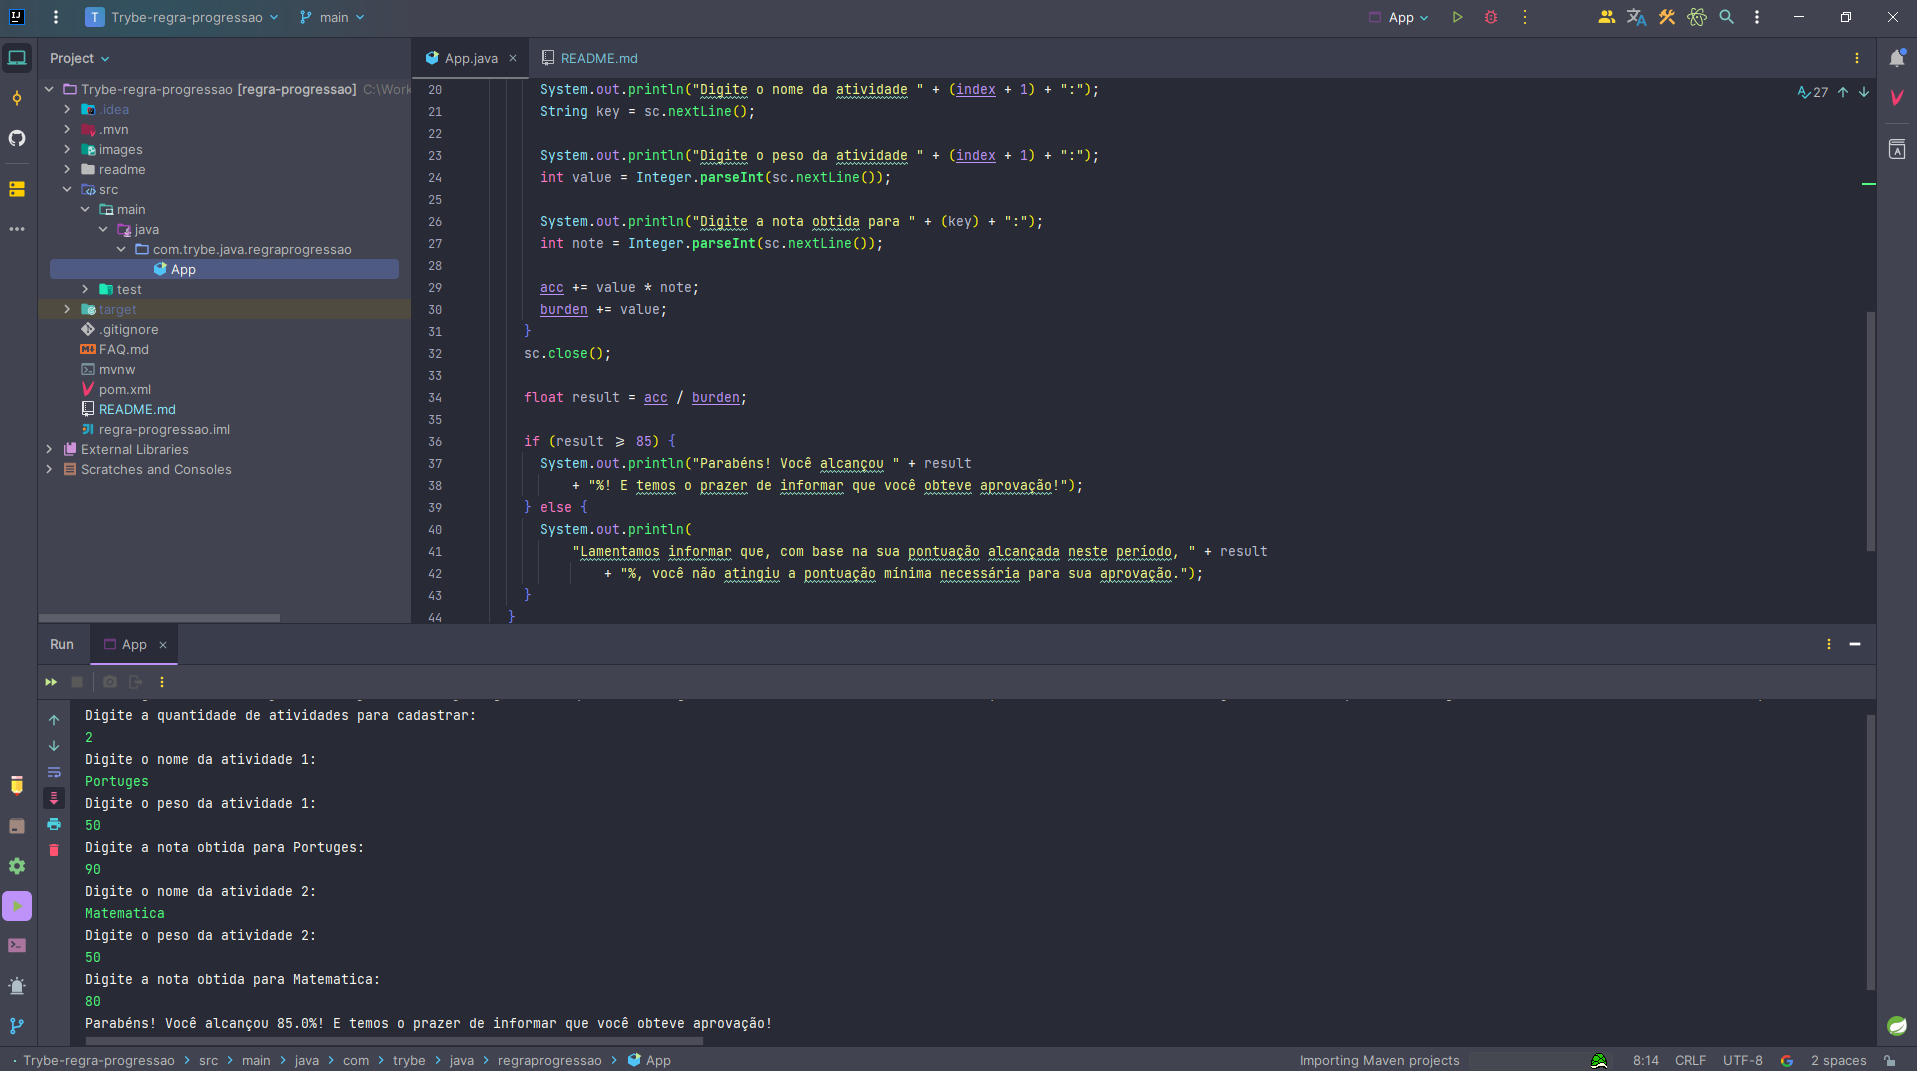 T Trybe-regra-progressao main App
Project
App.java README.md
Trybe-regra-progressao [regra-progressao] C:\Work
.idea
.mvn
images
readme
src
main
java
com.trybe.java.regraprogressao
App
test
target
.gitignore
FAQ.md
mvnw
pom.xml
README.md
regra-progressao.iml
External Libraries
Scratches and Consoles
27
20 System.out.println("Digite o nome da atividade " + (index + 1) + ":");
21 String key = sc.nextLine();
22
23 System.out.println("Digite o peso da atividade " + (index + 1) + ":");
24 int value = Integer.parseInt(sc.nextLine());
25
26 System.out.println("Digite a nota obtida para " + (key) + ":");
27 int note = Integer.parseInt(sc.nextLine());
28
29 acc += value * note;
30 burden += value;
31 }
32 sc.close();
33
34 float result = acc / burden;
35
36 if (result ⩾ 85) {
37 System.out.println("Parabéns! Você alcançou " + result
38 + "%! E temos o prazer de informar que você obteve aprovação!");
39 } else {
40 System.out.println(
41 "Lamentamos informar que, com base na sua pontuação alcançada neste período, " + result
42 + "%, você não atingiu a pontuação mínima necessária para sua aprovação.");
43 }
44 }
Run App
Digite a quantidade de atividades para cadastrar:
2
Digite o nome da atividade 1:
Portuges
Digite o peso da atividade 1:
50
Digite a nota obtida para Portuges:
90
Digite o nome da atividade 2:
Matematica
Digite o peso da atividade 2:
50
Digite a nota obtida para Matematica:
80
Parabéns! Você alcançou 85.0%! E temos o prazer de informar que você obteve aprovação!
Trybe-regra-progressao > src > main > java > com > trybe > java > regraprogressao > App
Importing Maven projects 8:14 CRLF UTF-8 2 spaces